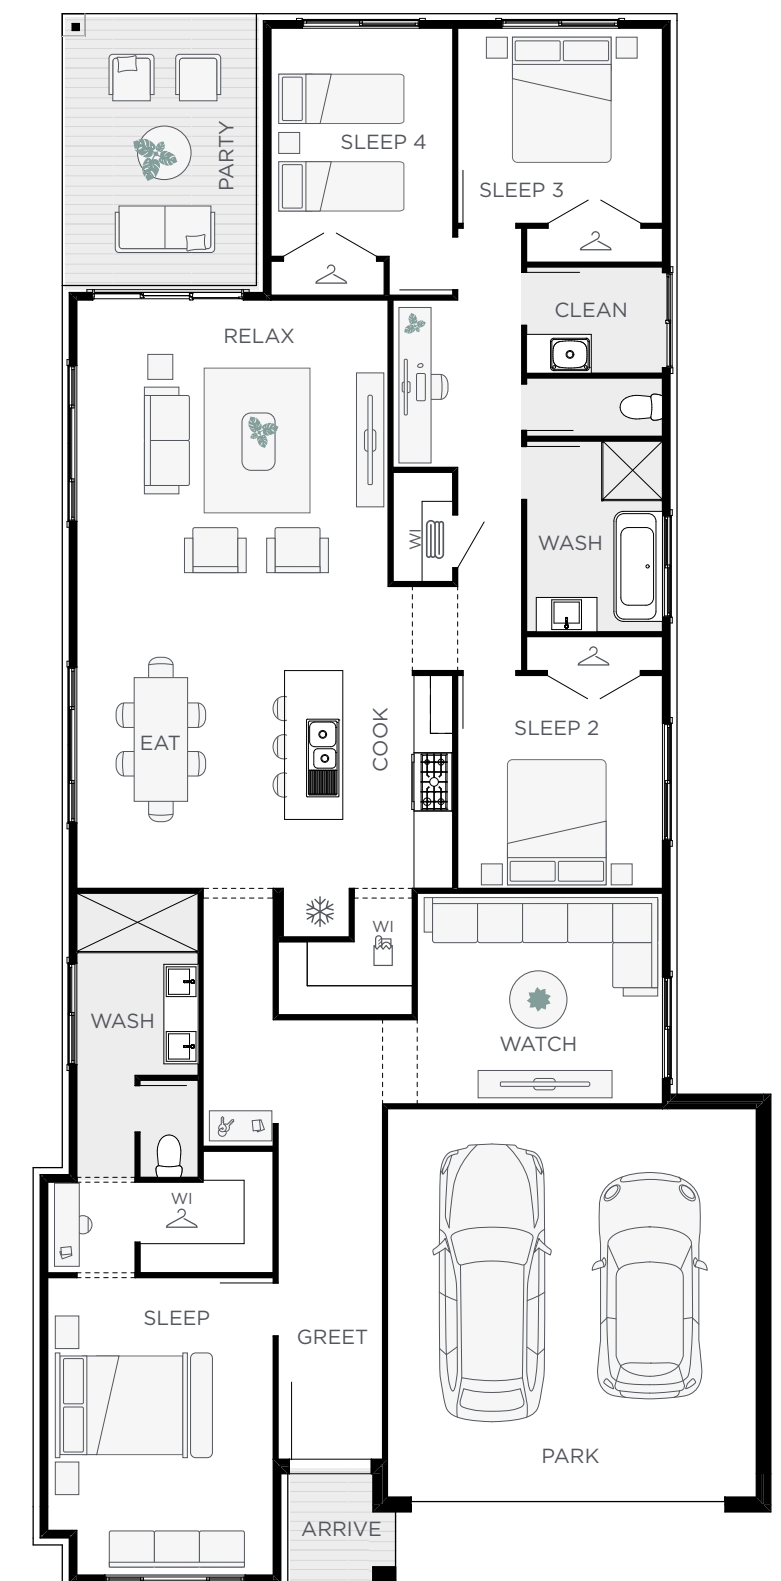 PARTY
SLEEP 4
SLEEP 3
CLEAN
RELAX
WI
WASH
SLEEP 2
EAT
COOK
WI
WASH
WATCH
WI
SLEEP
GREET
PARK
ARRIVE